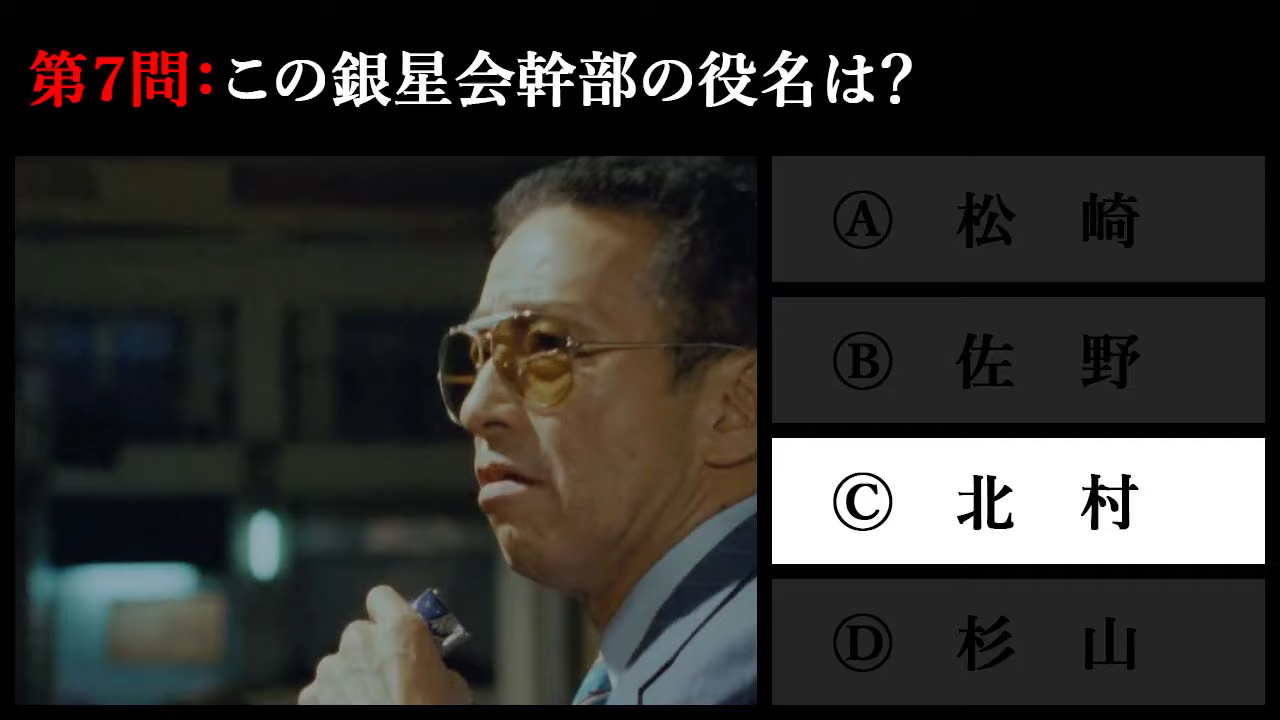 第7問：この銀星会幹部の役名は？
Ⓐ 松 崎
Ⓑ 佐 野
Ⓒ 北 村
Ⓓ 杉 山